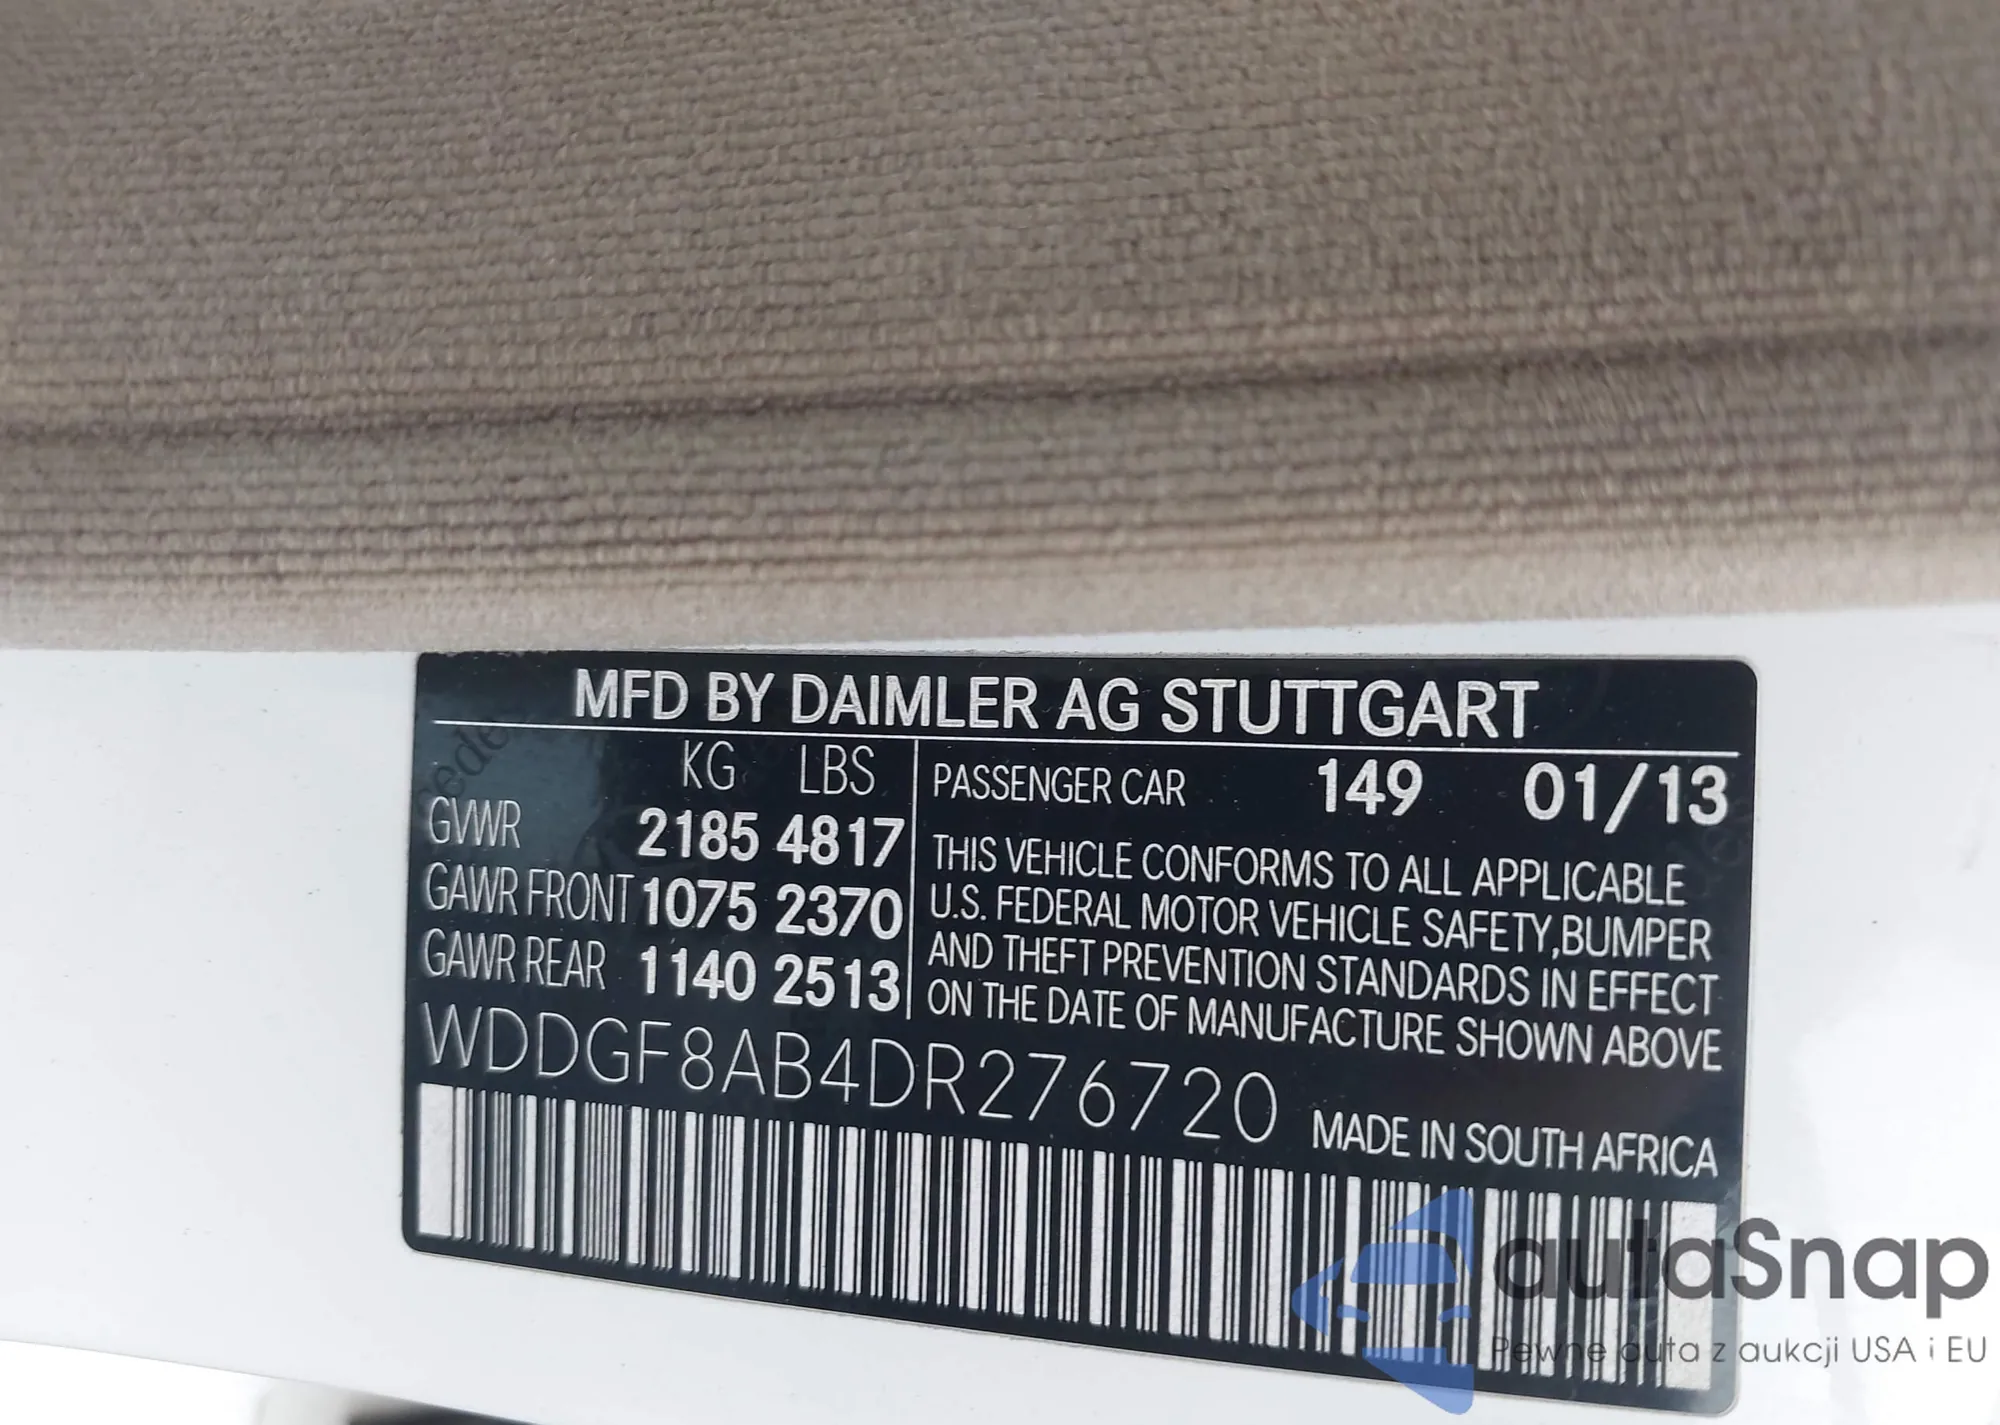 MFD BY DAIMLER AG STUTTGART
KG LBS
GVWR 2185 4817
GAWR FRONT 1075 2370
GAWR REAR 1140 2513
PASSENGER CAR 149 01/13
THIS VEHICLE CONFORMS TO ALL APPLICABLE
U.S. FEDERAL MOTOR VEHICLE SAFETY,BUMPER
AND THEFT PREVENTION STANDARDS IN EFFECT
ON THE DATE OF MANUFACTURE SHOWN ABOVE
WDDGF8AB4DR276720
MADE IN SOUTH AFRICA
autaSnap
Pewne auta z aukcji USA i EU